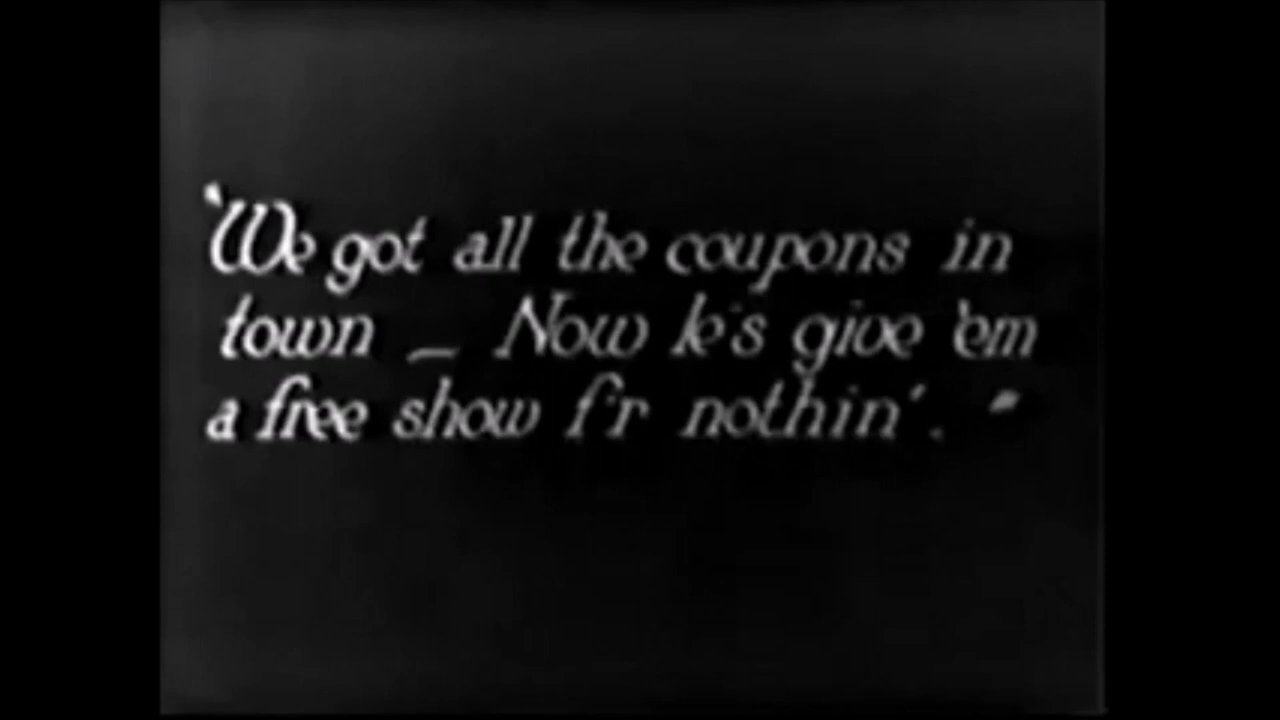 "We got all the coupons in
town — Now le's give 'em
a free show f'r nothin'."